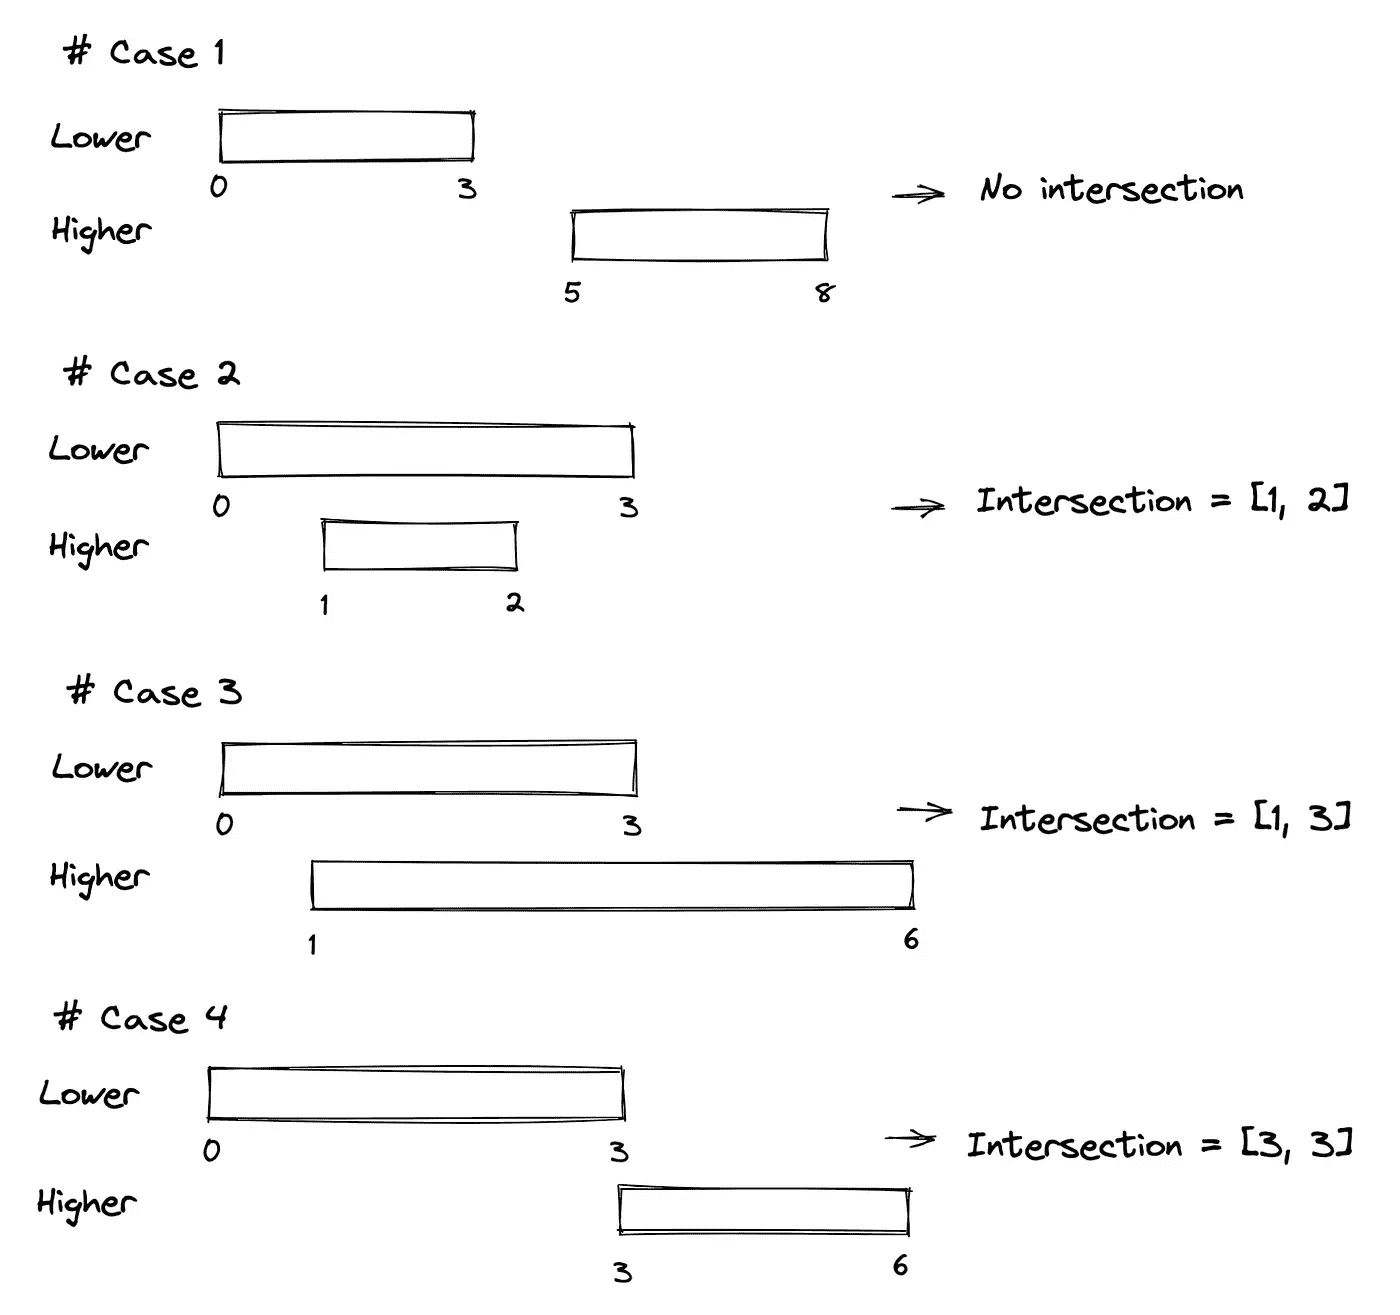 # Case 1
Lower
0 3
Higher
→ No intersection
5 8
# Case 2
Lower
0 3
→ Intersection = [1, 2]
Higher
1 2
# Case 3
Lower
0 3
→ Intersection = [1, 3]
Higher
1 6
# Case 4
Lower
0 3
→ Intersection = [3, 3]
Higher
3 6